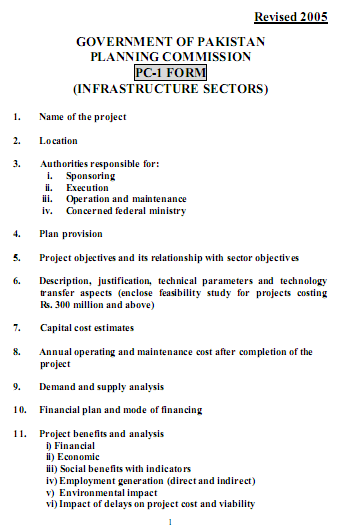 Revised 2005
GOVERNMENT OF PAKISTAN
PLANNING COMMISSION
PC-1 FORM
(INFRASTRUCTURE SECTORS)
1. Name of the project
2. Location
3. Authorities responsible for:
i. Sponsoring
ii. Execution
iii. Operation and maintenance
iv. Concerned federal ministry
4. Plan provision
5. Project objectives and its relationship with sector objectives
6. Description, justification, technical parameters and technology
transfer aspects (enclose feasibility study for projects costing
Rs. 300 million and above)
7. Capital cost estimates
8. Annual operating and maintenance cost after completion of the
project
9. Demand and supply analysis
10. Financial plan and mode of financing
11. Project benefits and analysis
i) Financial
ii) Economic
iii) Social benefits with indicators
iv) Employment generation (direct and indirect)
v) Environmental impact
vi) Impact of delays on project cost and viability
1